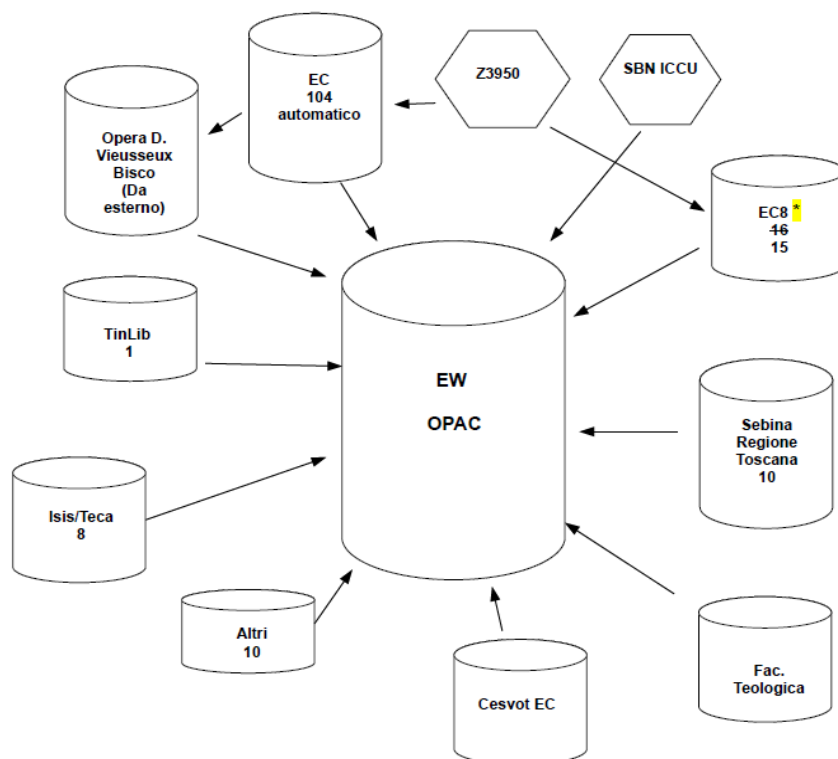 EC
104
automatico
Z3950
SBN ICCU
Opera D.
Vieusseux
Bisco
(Da
esterno)
EC8 *
16
15
TinLib
1
EW
OPAC
Sebina
Regione
Toscana
10
Isis/Teca
8
Altri
10
Cesvot EC
Fac.
Teologica